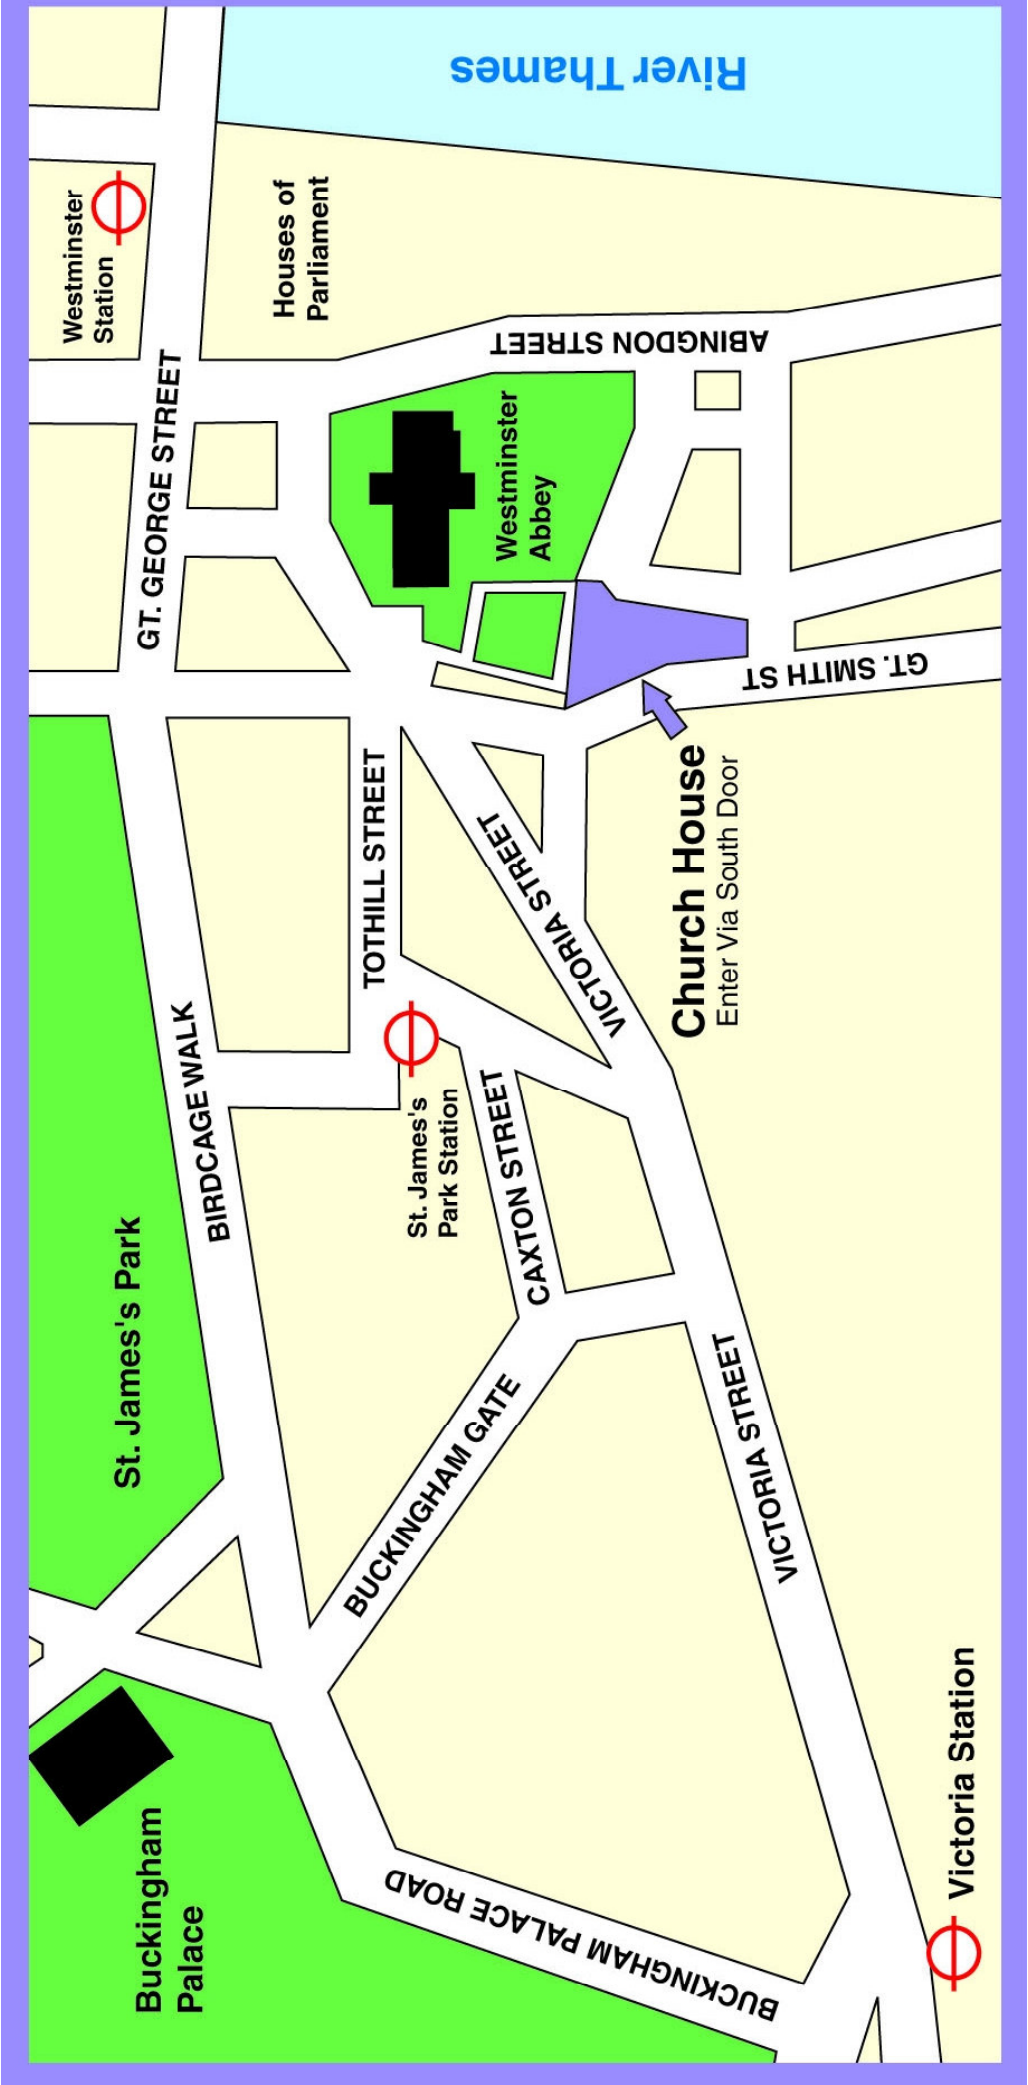 River Thames
Westminster
Station
Houses of
Parliament
ABINGDON STREET
GT. GEORGE STREET
Westminster
Abbey
GT. SMITH ST
Church House
Enter Via South Door
TOTHILL STREET
VICTORIA STREET
BIRDCAGE WALK
St. James's
Park Station
CAXTON STREET
St. James's Park
BUCKINGHAM GATE
VICTORIA STREET
Buckingham
Palace
BUCKINGHAM PALACE ROAD
Victoria Station